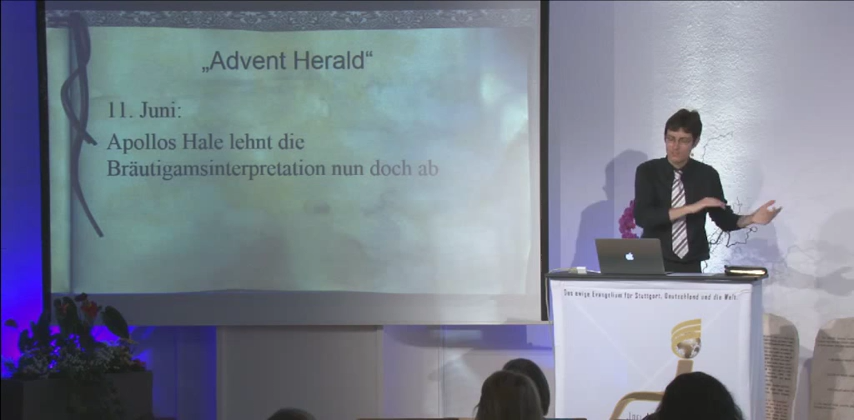 „Advent Herald“
11. Juni:
Apollos Hale lehnt die
Bräutigamsinterpretation nun doch ab
Das ewige Evangelium für Stuttgart, Deutschland und die Welt